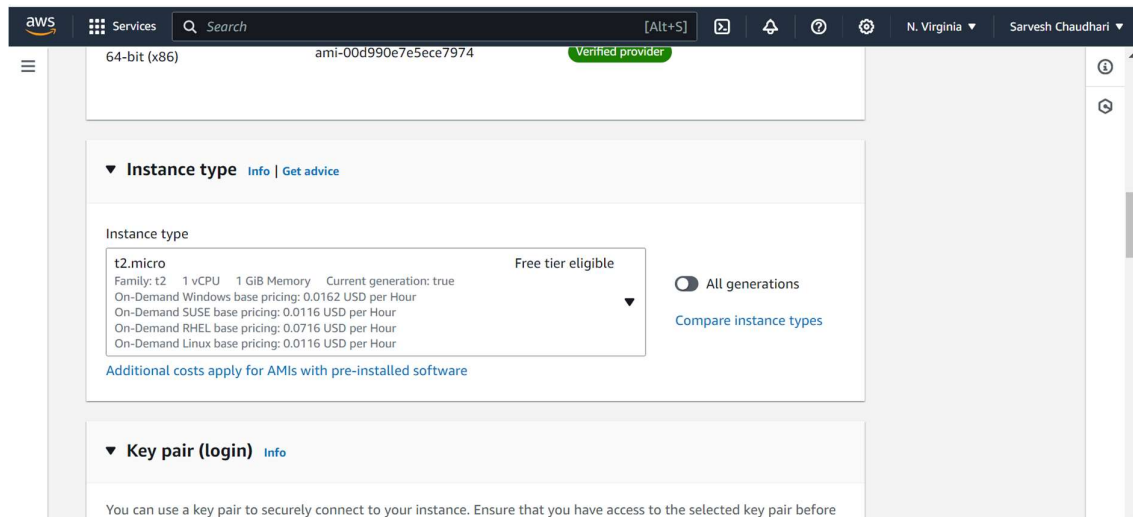 aws Services Search [Alt+S] N. Virginia Sarvesh Chaudhari
64-bit (x86) ami-00d990e7e5ece7974 Verified provider
Instance type Info | Get advice
Instance type
t2.micro Free tier eligible
Family: t2 1 vCPU 1 GiB Memory Current generation: true
On-Demand Windows base pricing: 0.0162 USD per Hour
On-Demand SUSE base pricing: 0.0116 USD per Hour
On-Demand RHEL base pricing: 0.0716 USD per Hour
On-Demand Linux base pricing: 0.0116 USD per Hour
All generations
Compare instance types
Additional costs apply for AMIs with pre-installed software
Key pair (login) Info
You can use a key pair to securely connect to your instance. Ensure that you have access to the selected key pair before